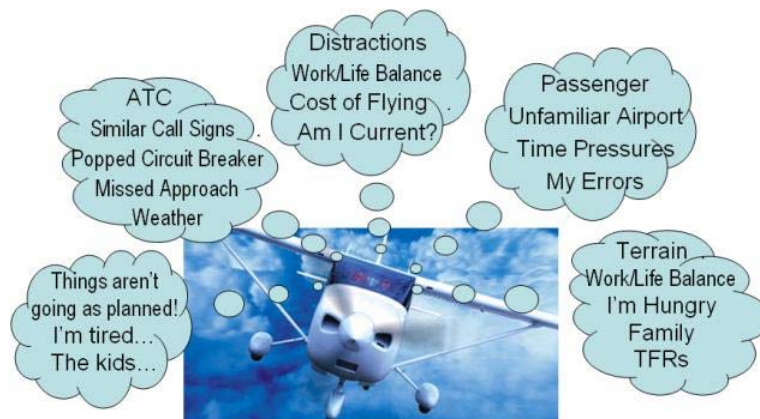 Distractions
Work/Life Balance
Cost of Flying
Am I Current?
ATC
Similar Call Signs
Popped Circuit Breaker
Missed Approach
Weather
Passenger
Unfamiliar Airport
Time Pressures
My Errors
Things aren't
going as planned!
I'm tired…
The kids…
Terrain
Work/Life Balance
I'm Hungry
Family
TFRs